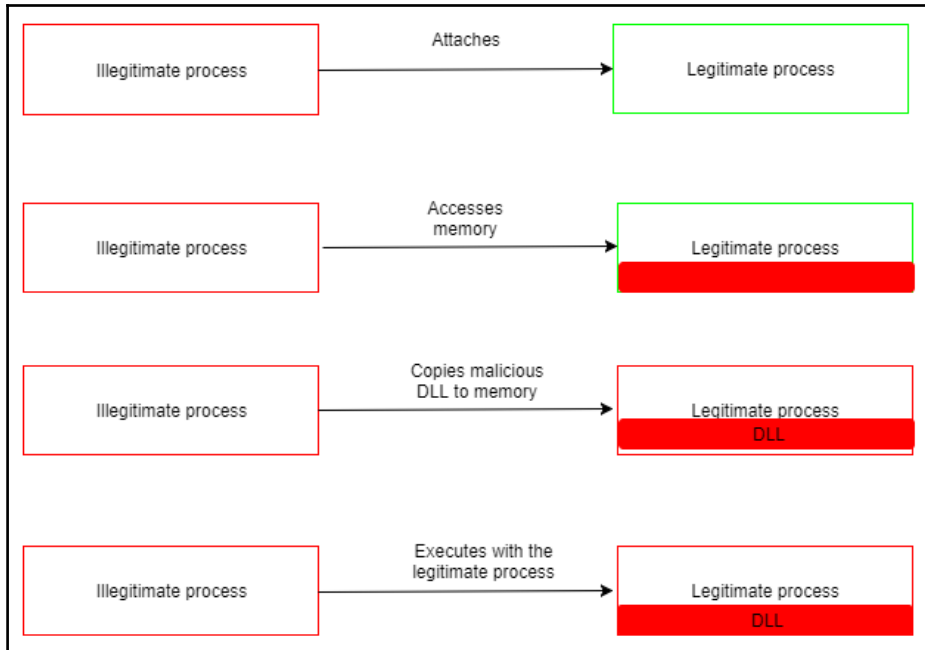 Attaches
Illegitimate process
Legitimate process
Accesses
memory
Illegitimate process
Legitimate process
Copies malicious
DLL to memory
Illegitimate process
Legitimate process
DLL
Executes with the
legitimate process
Illegitimate process
Legitimate process
DLL